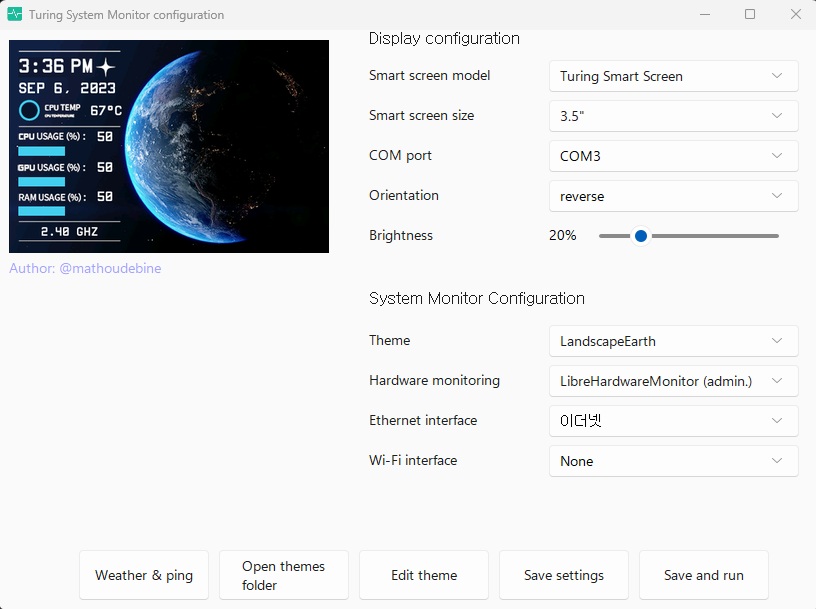 Turing System Monitor configuration
3:36 PM
SEP 6, 2023
CPU TEMP 67°C
CPU TEMPERATURE
CPU USAGE (%) : 50
GPU USAGE (%) : 50
RAM USAGE (%) : 50
2.40 GHZ
Author: @mathoudebine
Display configuration
Smart screen model Turing Smart Screen
Smart screen size 3.5"
COM port COM3
Orientation reverse
Brightness 20%
System Monitor Configuration
Theme LandscapeEarth
Hardware monitoring LibreHardwareMonitor (admin.)
Ethernet interface 이더넷
Wi-Fi interface None
Weather & ping
Open themes
folder
Edit theme
Save settings
Save and run